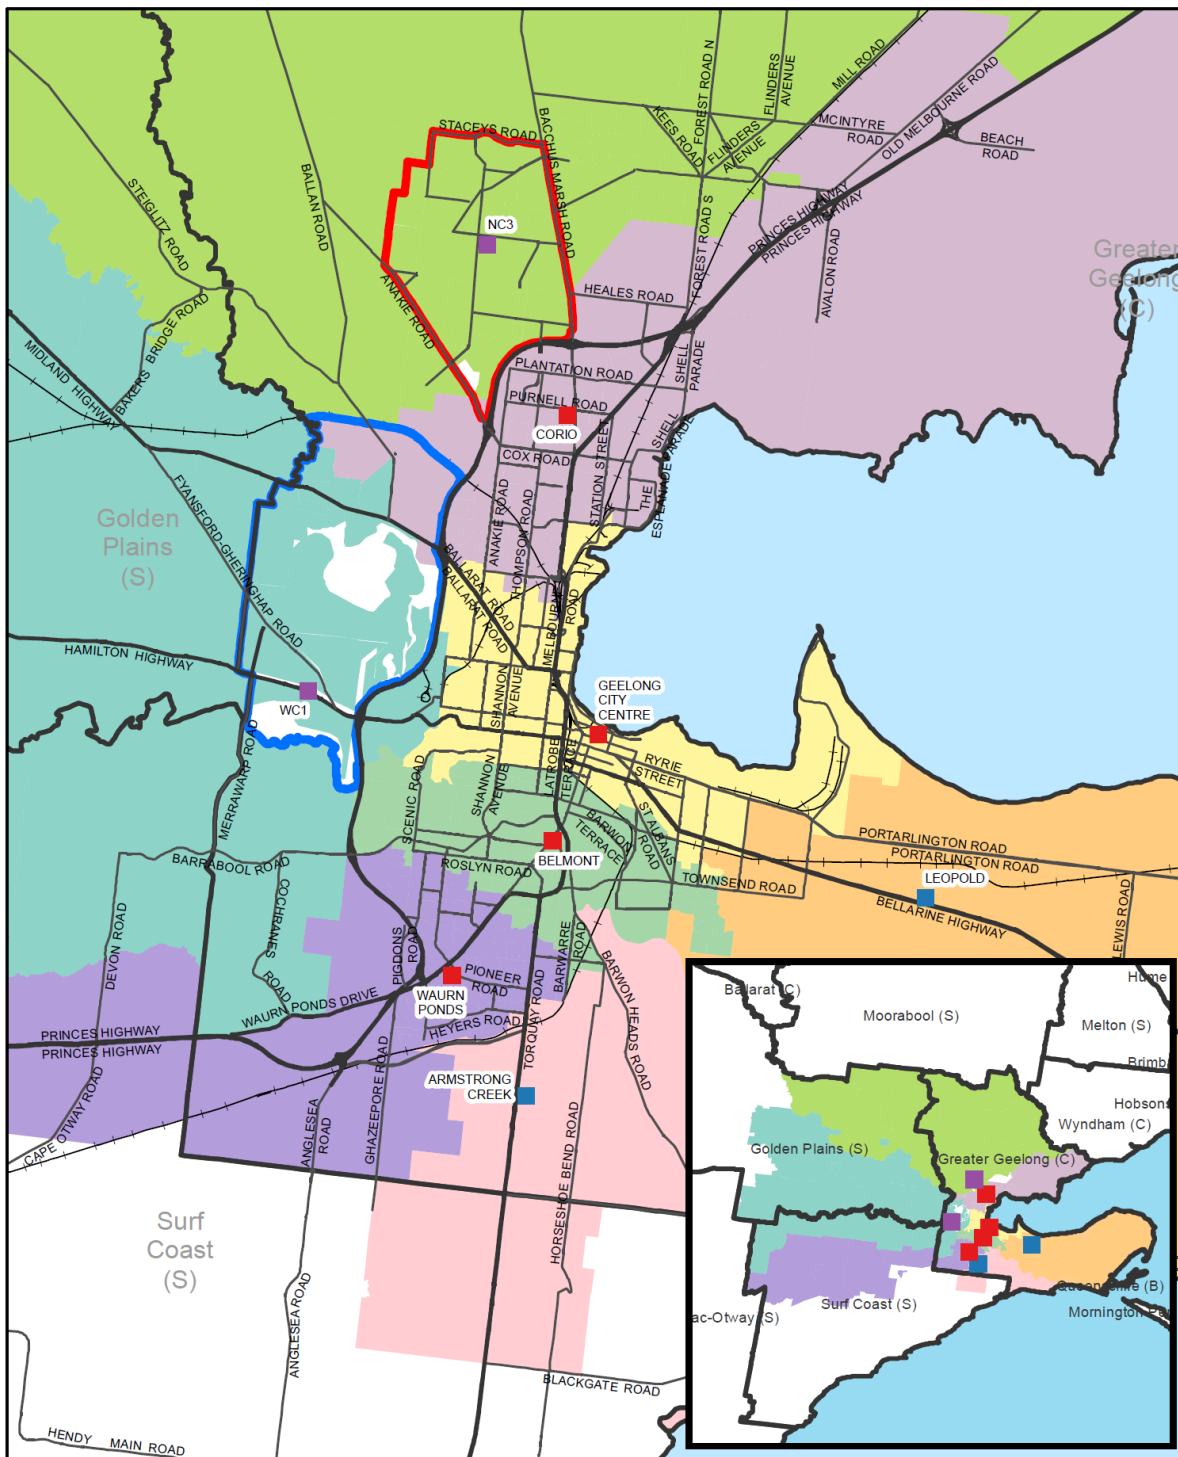 STACEYS ROAD
BACCHUS MARSH ROAD
FOREST ROAD N
FLINDERS
AVENUE
MILL ROAD
KEES ROAD
FLINDERS
AVENUE
MCINTYRE
ROAD
OLD MELBOURNE ROAD
BEACH
ROAD
STEIGLITZ ROAD
BALLAN ROAD
NC3
FOREST ROAD S
PRINCES HIGHWAY
PRINCES HIGHWAY
AVALON ROAD
Greater
Geelong
(C)
ANAKIE ROAD
HEALES ROAD
BAKERS BRIDGE ROAD
MIDLAND HIGHWAY
PLANTATION ROAD
SHELL
PARADE
PURNELL ROAD
CORIO
COX ROAD
STATION STREET
SHELL
PARADE
THE
ESPLANADE
FYANSFORD-GHERINGHAP ROAD
ANAKIE ROAD
THOMPSON ROAD
Golden
Plains
(S)
BALLARAT ROAD
BALLARAT ROAD
MELBOURNE
ROAD
HAMILTON HIGHWAY
WC1
SHANNON
AVENUE
GEELONG
CITY
CENTRE
MERRAWARP ROAD
SCENIC ROAD
SHANNON
AVENUE
LATROBE
TERRACE
RYRIE
STREET
ST ALBANS
ROAD
BARWON
TERRACE
BELMONT
PORTARLINGTON ROAD
PORTARLINGTON ROAD
BARRABOOL ROAD
ROSLYN ROAD
TOWNSEND ROAD
LEOPOLD
BELLARINE HIGHWAY
LEWIS ROAD
COCHRANES
ROAD
DEVON ROAD
PIGDONS
ROAD
PIONEER
ROAD
WAURN
PONDS
BARWARRE
ROAD
BARWON HEADS ROAD
WAURN PONDS DRIVE
HEYERS ROAD
TORQUAY ROAD
PRINCES HIGHWAY
PRINCES HIGHWAY
CAPE OTWAY ROAD
ARMSTRONG
CREEK
ANGLESEA
ROAD
GHAZEEPORE ROAD
HORSESHOE BEND ROAD
Surf
Coast
(S)
ANGLESEA ROAD
BLACKGATE ROAD
HENDY MAIN ROAD
Ballarat (C)
Hume
Moorabool (S)
Melton (S)
Brimb
Hobsons
Wyndham (C)
Golden Plains (S)
Greater Geelong (C)
Surf Coast (S)
ac-Otway (S)